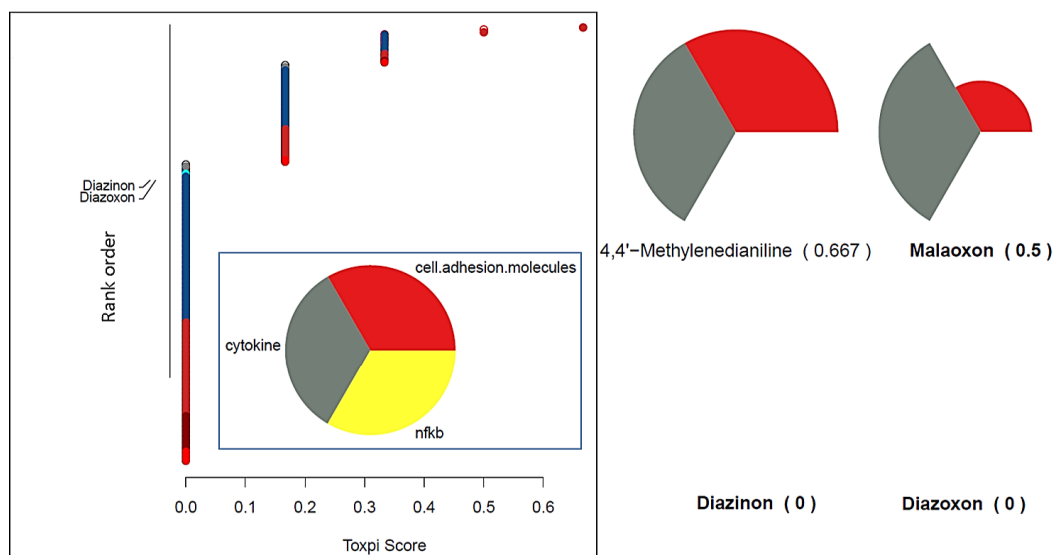 Diazinon
Diazoxon
Rank order
cell.adhesion.molecules
cytokine
nfkb
0.0 0.1 0.2 0.3 0.4 0.5 0.6
Toxpi Score
4,4'−Methylenedianiline ( 0.667 )
Malaoxon ( 0.5 )
Diazinon ( 0 )
Diazoxon ( 0 )